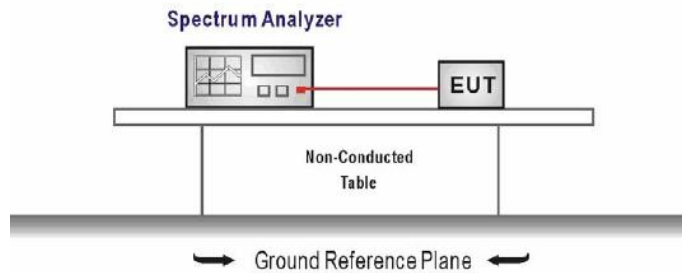 Spectrum Analyzer
EUT
Non-Conducted
Table
Ground Reference Plane